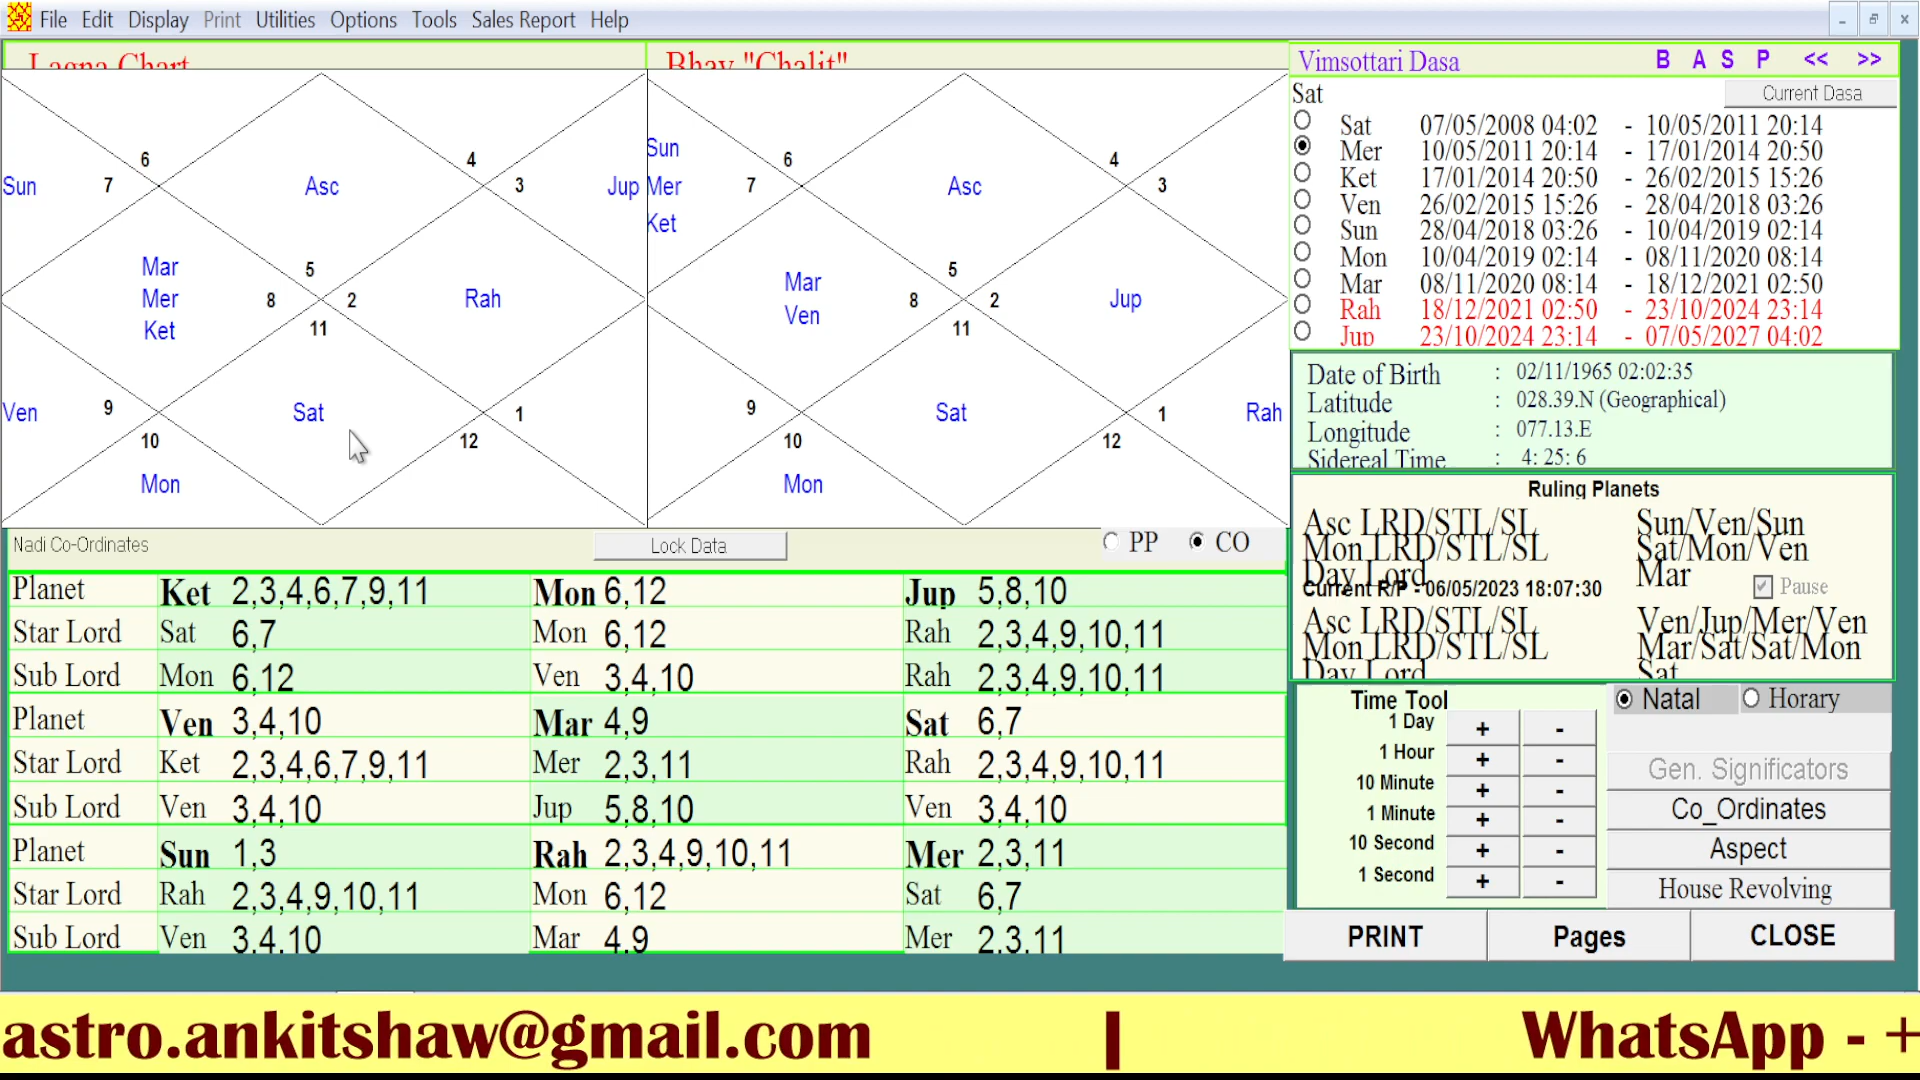 File Edit Display Print Utilities Options Tools Sales Report Help
Lagna Chart
Bhav "Chalit"
Vimsottari Dasa B A S P << >>
Sat Current Dasa
Sat 07/05/2008 04:02 - 10/05/2011 20:14
Mer 10/05/2011 20:14 - 17/01/2014 20:50
Ket 17/01/2014 20:50 - 26/02/2015 15:26
Ven 26/02/2015 15:26 - 28/04/2018 03:26
Sun 28/04/2018 03:26 - 10/04/2019 02:14
Mon 10/04/2019 02:14 - 08/11/2020 08:14
Mar 08/11/2020 08:14 - 18/12/2021 02:50
Rah 18/12/2021 02:50 - 23/10/2024 23:14
Jup 23/10/2024 23:14 - 07/05/2027 04:02
6 4
Sun 7 Asc 3 Jup
Mar
Mer
Ket
5
8 2
11
Rah
Ven 9 Sat 1
10 12
Mon
Sun
Mer
Ket
6 4
7 Asc 3
Mar
Ven
5
8 2
11
Jup
9 Sat 1 Rah
10 12
Mon
Date of Birth : 02/11/1965 02:02:35
Latitude : 028.39.N (Geographical)
Longitude : 077.13.E
Sidereal Time : 4: 25: 6
Ruling Planets
Asc LRD/STL/SL Sun/Ven/Sun
Mon LRD/STL/SL Sat/Mon/Ven
Day Lord Mar
Current R/P - 06/05/2023 18:07:30 Pause
Asc LRD/STL/SL Ven/Jup/Mer/Ven
Mon LRD/STL/SL Mar/Sat/Sat/Mon
Day Lord Sat
Nadi Co-Ordinates Lock Data PP CO
Planet Ket 2,3,4,6,7,9,11 Mon 6,12 Jup 5,8,10
Star Lord Sat 6,7 Mon 6,12 Rah 2,3,4,9,10,11
Sub Lord Mon 6,12 Ven 3,4,10 Rah 2,3,4,9,10,11
Planet Ven 3,4,10 Mar 4,9 Sat 6,7
Star Lord Ket 2,3,4,6,7,9,11 Mer 2,3,11 Rah 2,3,4,9,10,11
Sub Lord Ven 3,4,10 Jup 5,8,10 Ven 3,4,10
Planet Sun 1,3 Rah 2,3,4,9,10,11 Mer 2,3,11
Star Lord Rah 2,3,4,9,10,11 Mon 6,12 Sat 6,7
Sub Lord Ven 3,4,10 Mar 4,9 Mer 2,3,11
Time Tool
1 Day + -
1 Hour + -
10 Minute + -
1 Minute + -
10 Second + -
1 Second + -
Natal Horary
Gen. Significators
Co_Ordinates
Aspect
House Revolving
PRINT Pages CLOSE
astro.ankitshaw@gmail.com | WhatsApp - +